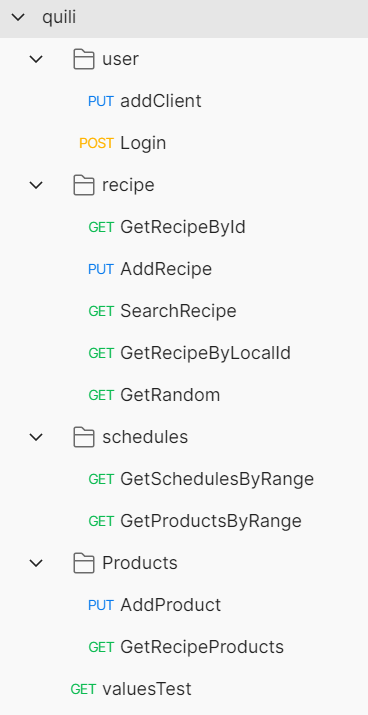 quili
user
PUT addClient
POST Login
recipe
GET GetRecipeById
PUT AddRecipe
GET SearchRecipe
GET GetRecipeByLocalId
GET GetRandom
schedules
GET GetSchedulesByRange
GET GetProductsByRange
Products
PUT AddProduct
GET GetRecipeProducts
GET valuesTest